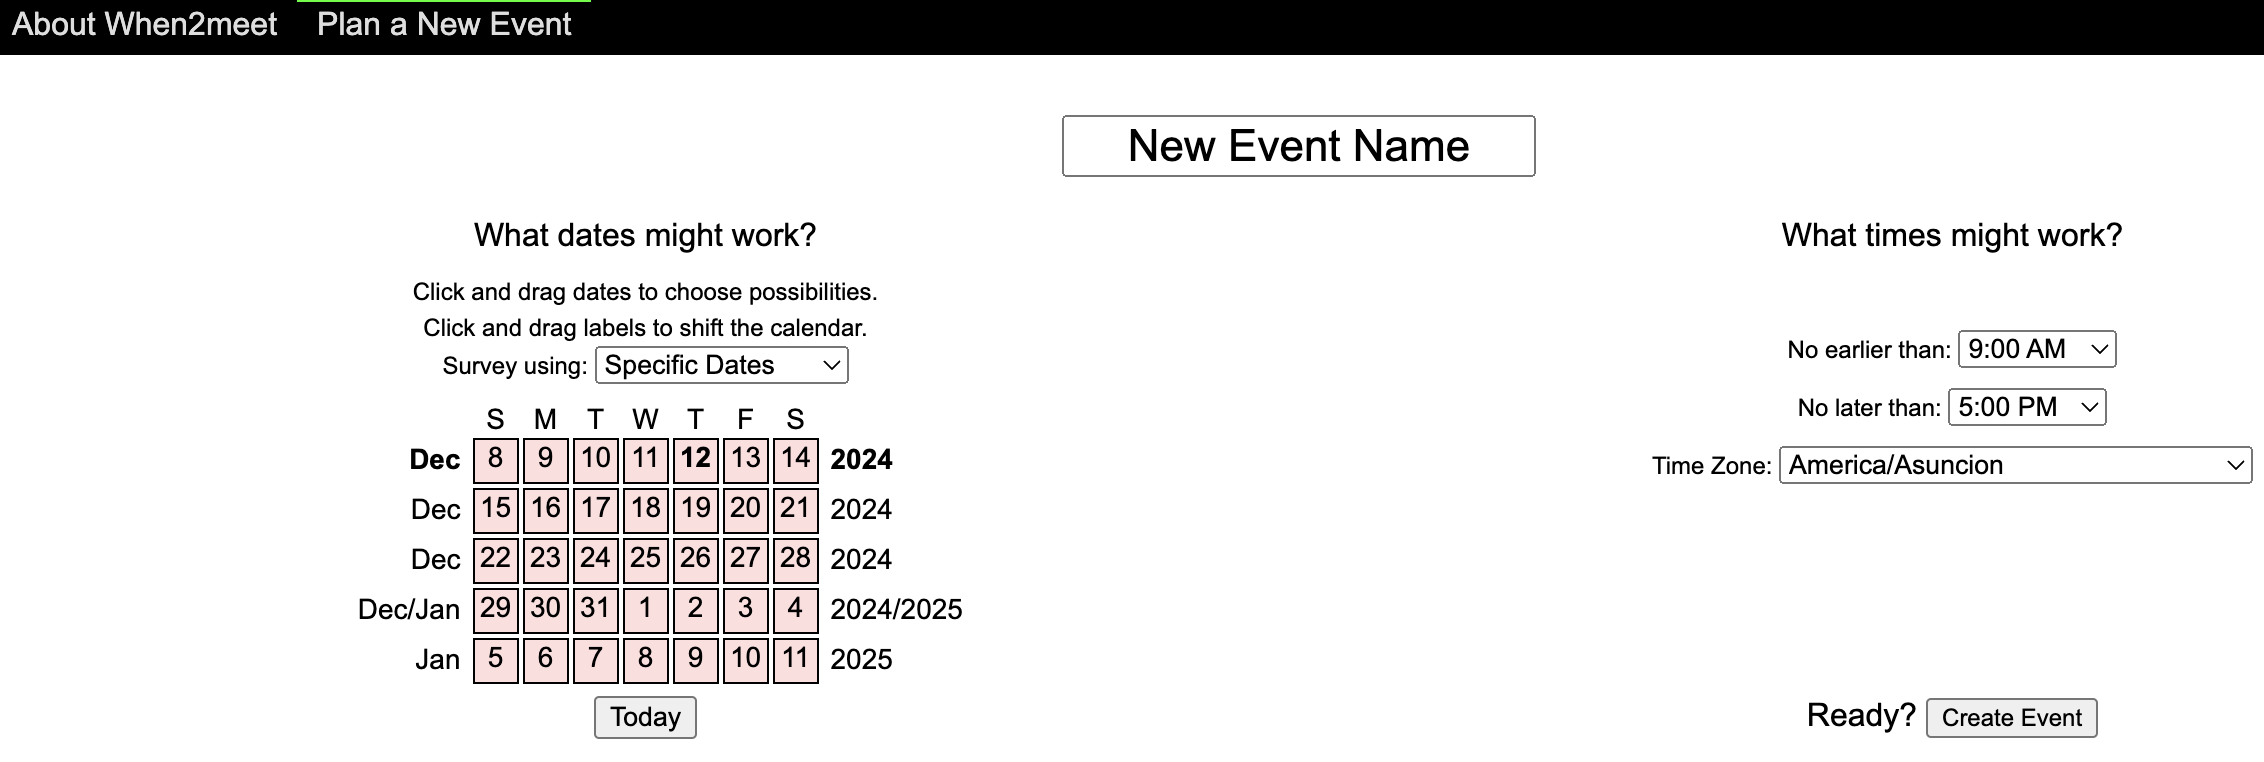 About When2meet Plan a New Event
New Event Name
What dates might work?
Click and drag dates to choose possibilities.
Click and drag labels to shift the calendar.
Survey using: Specific Dates
S M T W T F S
Dec 8 9 10 11 12 13 14 2024
Dec 15 16 17 18 19 20 21 2024
Dec 22 23 24 25 26 27 28 2024
Dec/Jan 29 30 31 1 2 3 4 2024/2025
Jan 5 6 7 8 9 10 11 2025
Today
What times might work?
No earlier than: 9:00 AM
No later than: 5:00 PM
Time Zone: America/Asuncion
Ready? Create Event